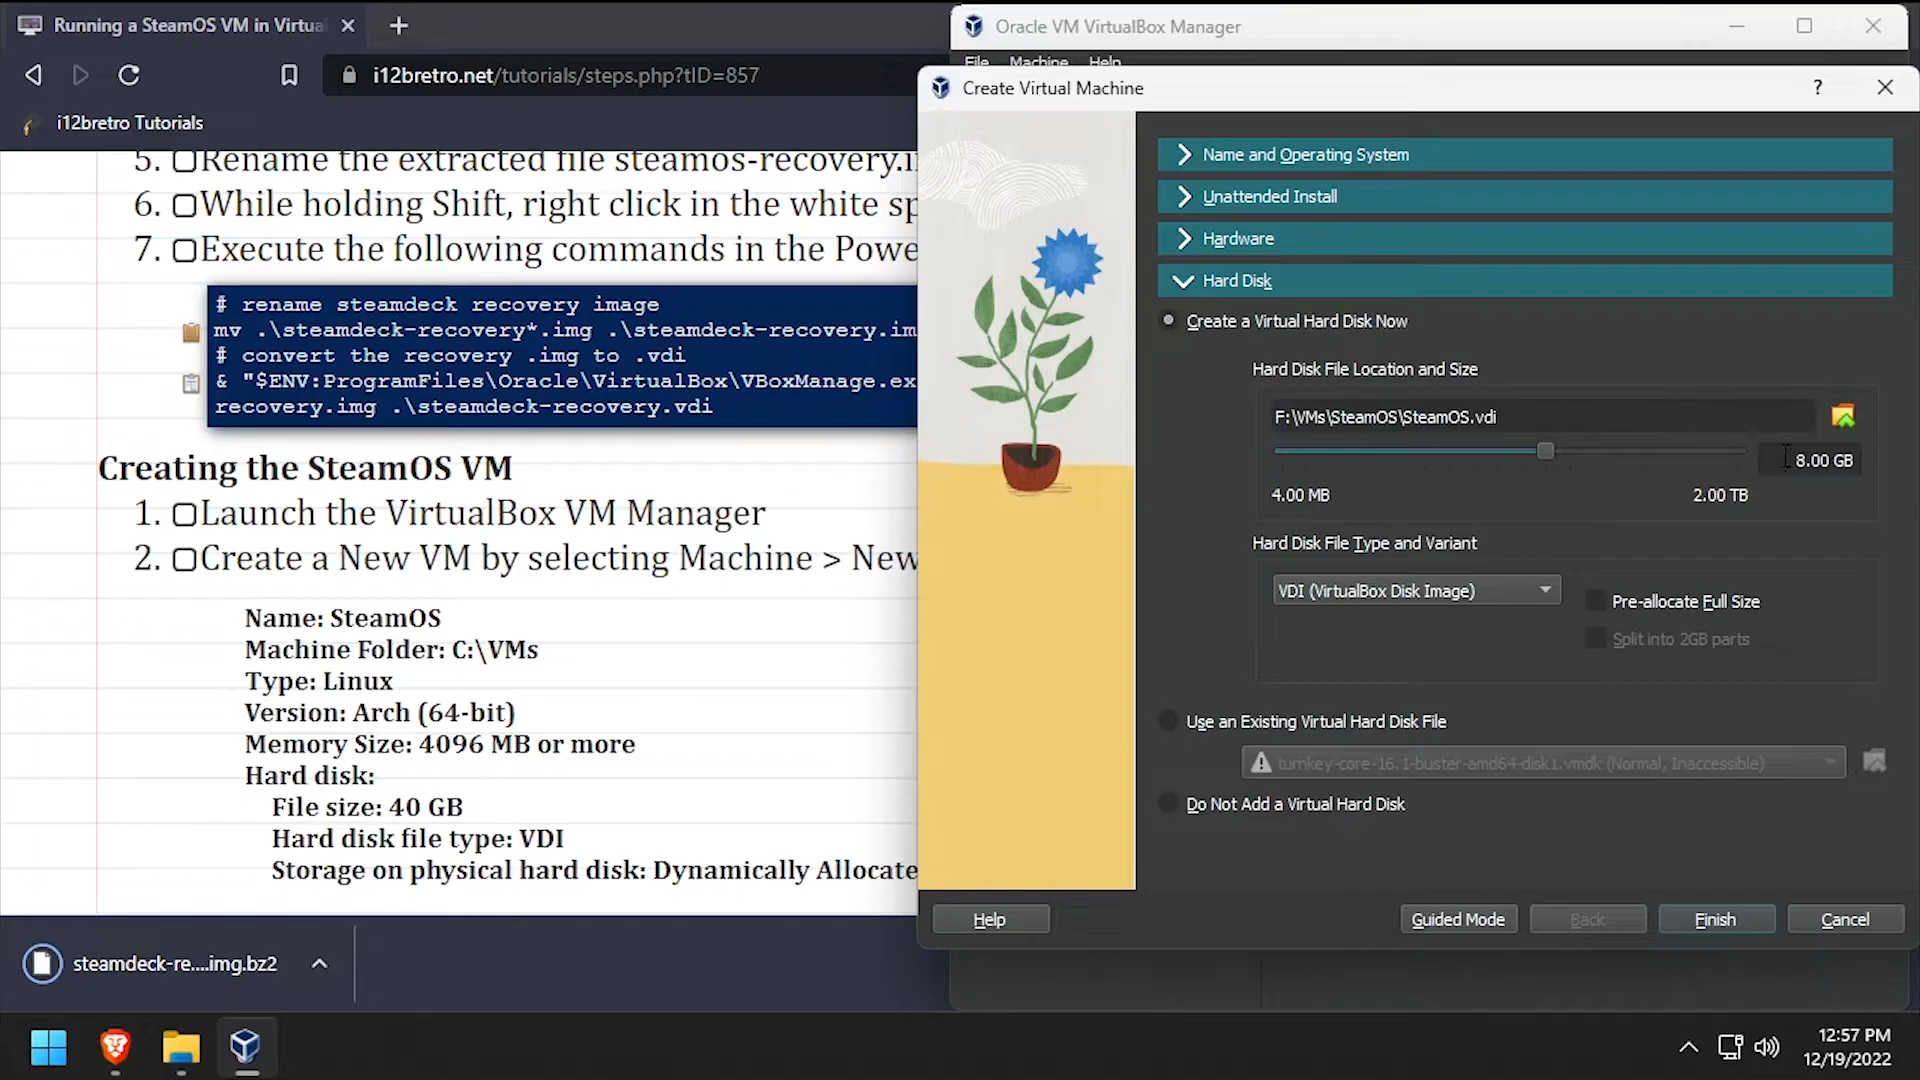 Running a SteamOS VM in Virtua
i12bretro.net/tutorials/steps.php?tID=857
i12bretro Tutorials
5. Rename the extracted file steamos-recovery.i
6. While holding Shift, right click in the white sp
7. Execute the following commands in the Powe
# rename steamdeck recovery image
mv .\steamdeck-recovery*.img .\steamdeck-recovery.im
# convert the recovery .img to .vdi
& "$ENV:ProgramFiles\Oracle\VirtualBox\VBoxManage.ex
recovery.img .\steamdeck-recovery.vdi
Creating the SteamOS VM
1. Launch the VirtualBox VM Manager
2. Create a New VM by selecting Machine > New
Name: SteamOS
Machine Folder: C:\VMs
Type: Linux
Version: Arch (64-bit)
Memory Size: 4096 MB or more
Hard disk:
File size: 40 GB
Hard disk file type: VDI
Storage on physical hard disk: Dynamically Allocate
steamdeck-re....img.bz2
Oracle VM VirtualBox Manager
File Machine Help
Create Virtual Machine
?
Name and Operating System
Unattended Install
Hardware
Hard Disk
Create a Virtual Hard Disk Now
Hard Disk File Location and Size
F:\VMs\SteamOS\SteamOS.vdi
8.00 GB
4.00 MB 2.00 TB
Hard Disk File Type and Variant
VDI (VirtualBox Disk Image)
Pre-allocate Full Size
Split into 2GB parts
Use an Existing Virtual Hard Disk File
turnkey-core-16.1-buster-amd64-disk1.vmdk (Normal, Inaccessible)
Do Not Add a Virtual Hard Disk
Help Guided Mode Back Finish Cancel
12:57 PM
12/19/2022